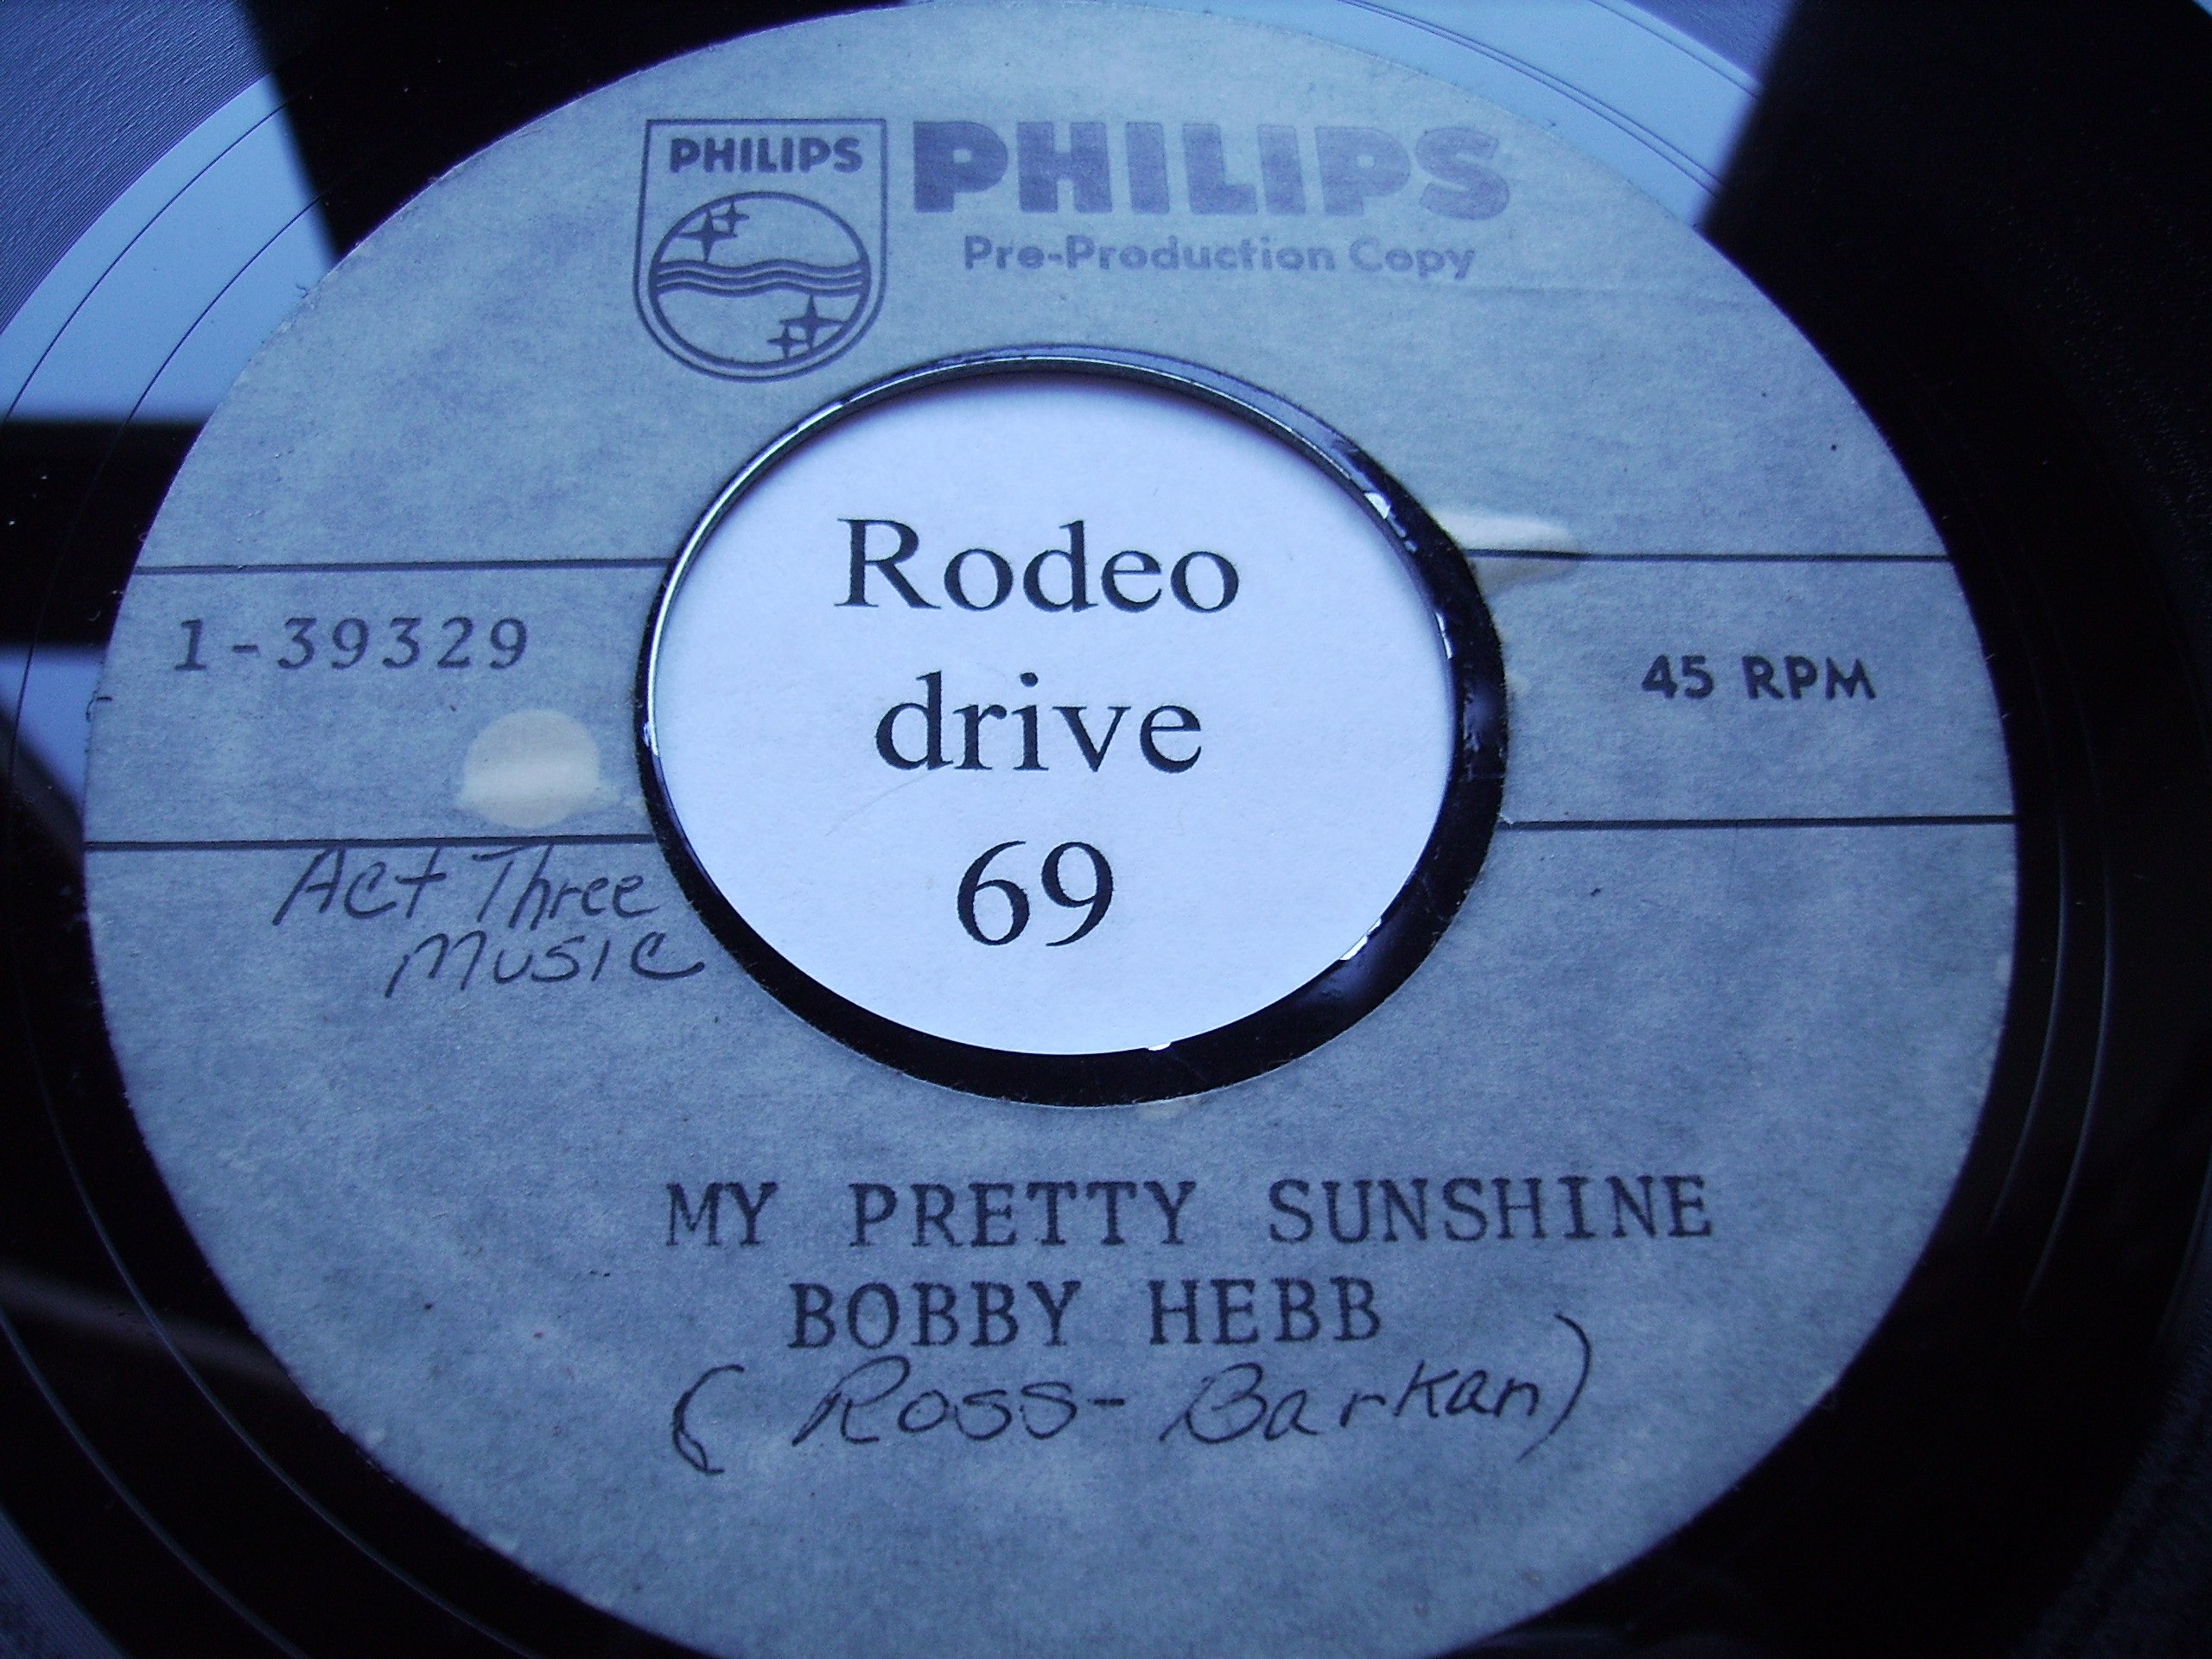 PHILIPS
PHILIPS
Pre-Production Copy
Rodeo
drive
69
1-39329
45 RPM
Act Three
Music
MY PRETTY SUNSHINE
BOBBY HEBB
(Ross-Barkan)